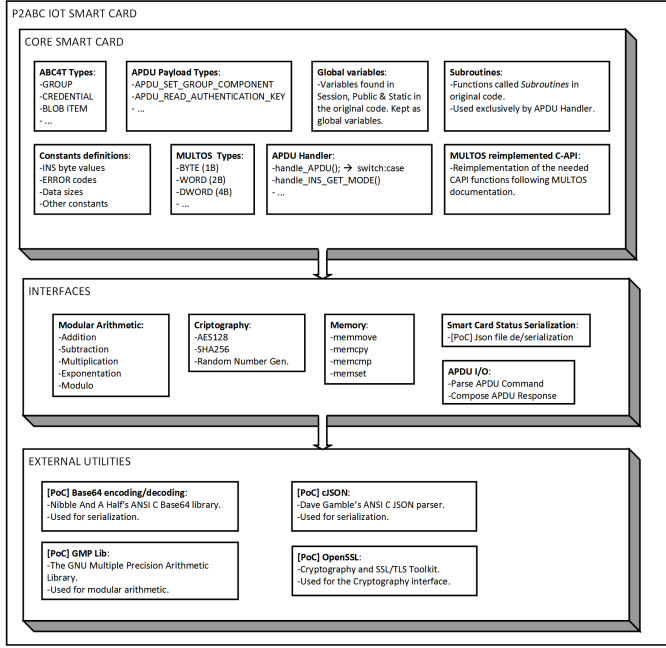 P2ABC IOT SMART CARD
CORE SMART CARD
ABC4T Types:
-GROUP
-CREDENTIAL
-BLOB ITEM
- ...
APDU Payload Types:
-APDU_SET_GROUP_COMPONENT
-APDU_READ_AUTHENTICATION_KEY
- ...
Global variables:
-Variables found in
Session, Public & Static in
the original code. Kept as
global variables.
Subroutines:
-Functions called Subroutines in
original code.
-Used exclusively by APDU Handler.
Constants definitions:
-INS byte values
-ERROR codes
-Data sizes
-Other constants
MULTOS  Types:
-BYTE (1B)
-WORD (2B)
-DWORD (4B)
- ...
APDU Handler:
-handle_APDU(); → switch:case
-handle_INS_GET_MODE()
- ...
MULTOS reimplemented C-API:
-Reimplementation of the needed
CAPI functions following MULTOS
documentation.
INTERFACES
Modular Arithmetic:
-Addition
-Subtraction
-Multiplication
-Exponentation
-Modulo
Criptography:
-AES128
-SHA256
-Random Number Gen.
Memory:
-memmove
-memcpy
-memcmp
-memset
Smart Card Status Serialization:
-[PoC] Json file de/serialization
APDU I/O:
-Parse APDU Command
-Compose APDU Response
EXTERNAL UTILITIES
[PoC] Base64 encoding/decoding:
-Nibble And A Half's ANSI C Base64 library.
-Used for serialization.
[PoC] cJSON:
-Dave Gamble's ANSI C JSON parser.
-Used for serialization.
[PoC] GMP Lib:
-The GNU Multiple Precision Arithmetic
Library.
-Used for modular arithmetic.
[PoC] OpenSSL:
-Cryptography and SSL/TLS Toolkit.
-Used for the Cryptography interface.